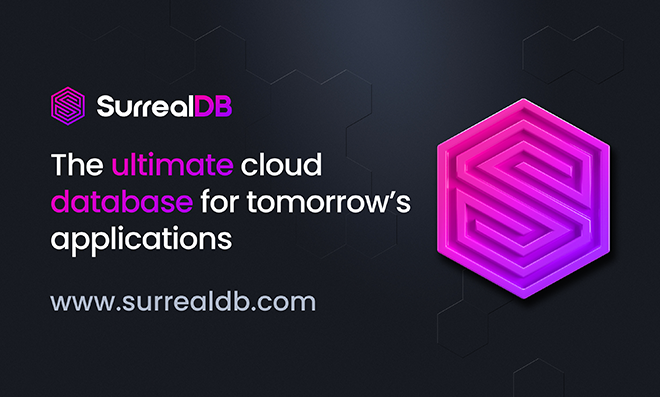 SurrealDB
The ultimate cloud
database for tomorrow’s
applications
www.surrealdb.com